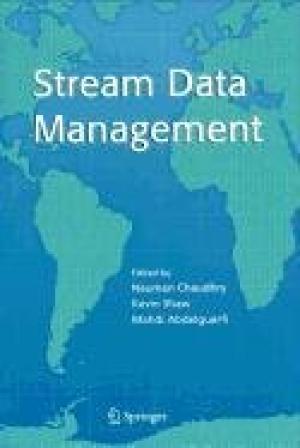 Stream Data
Management
Edited by
Nauman Chaudhry
Kevin Shaw
Mahdi Abdelguerfi
Springer